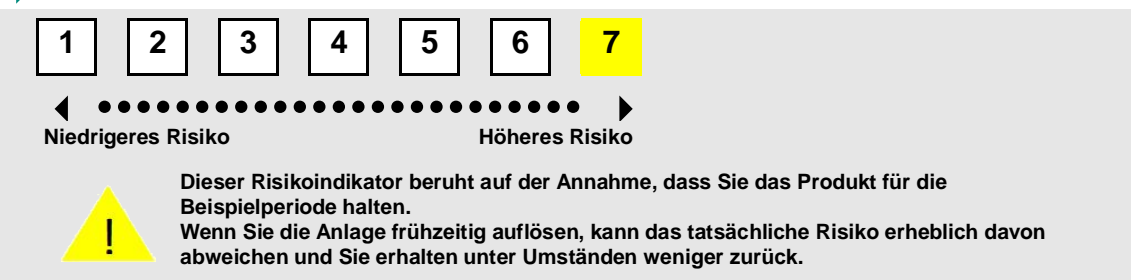 1 2 3 4 5 6 7
Niedrigeres Risiko Höheres Risiko
Dieser Risikoindikator beruht auf der Annahme, dass Sie das Produkt für die
Beispielperiode halten.
Wenn Sie die Anlage frühzeitig auflösen, kann das tatsächliche Risiko erheblich davon
abweichen und Sie erhalten unter Umständen weniger zurück.
!